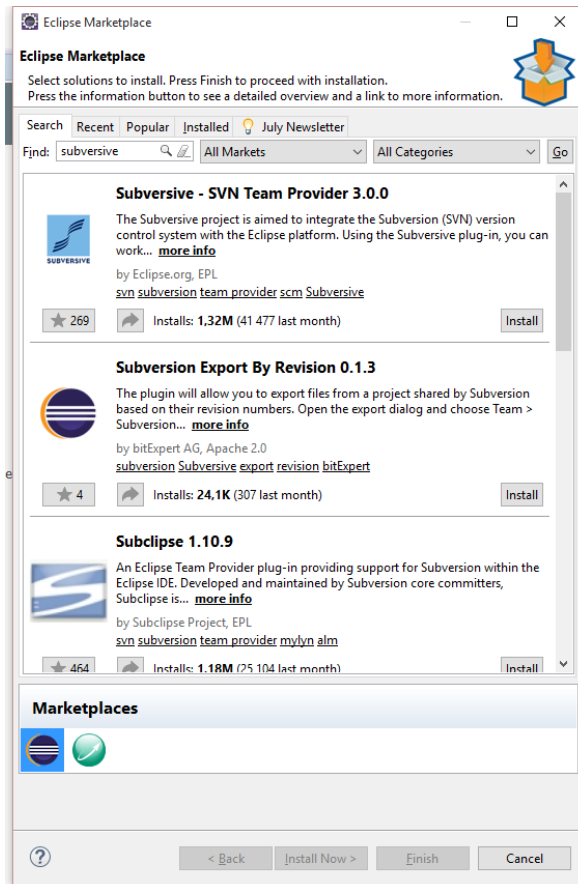 Eclipse Marketplace
Eclipse Marketplace
Select solutions to install. Press Finish to proceed with installation.
Press the information button to see a detailed overview and a link to more information.
Search Recent Popular Installed July Newsletter
Find: subversive All Markets All Categories Go
Subversive - SVN Team Provider 3.0.0
The Subversive project is aimed to integrate the Subversion (SVN) version
control system with the Eclipse platform. Using the Subversive plug-in, you can
work... more info
SUBVERSIVE
by Eclipse.org, EPL
svn subversion team provider scm Subversive
269 Installs: 1,32M (41 477 last month) Install
Subversion Export By Revision 0.1.3
The plugin will allow you to export files from a project shared by Subversion
based on their revision numbers. Open the export dialog and choose Team >
Subversion... more info
by bitExpert AG, Apache 2.0
subversion Subversive export revision bitExpert
e
4 Installs: 24,1K (307 last month) Install
Subclipse 1.10.9
An Eclipse Team Provider plug-in providing support for Subversion within the
Eclipse IDE. Developed and maintained by Subversion core committers,
Subclipse is... more info
by Subclipse Project, EPL
svn subversion team provider mylyn alm
464 Installs: 1,18M (25 104 last month) Install
Marketplaces
? < Back Install Now > Finish Cancel